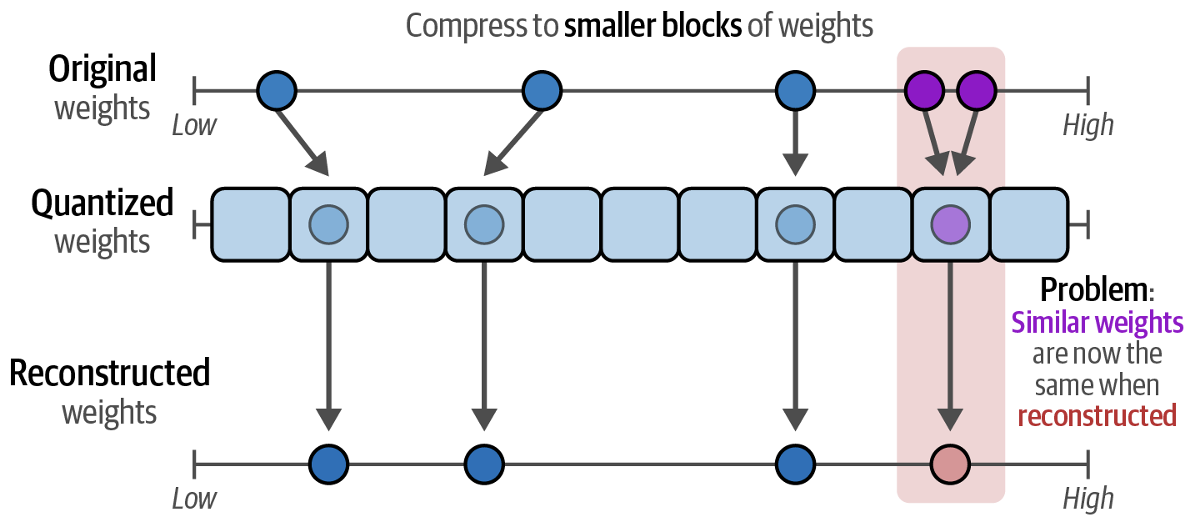 Compress to smaller blocks of weights
Original
weights
Low
High
Quantized
weights
Problem:
Similar weights
are now the
same when
reconstructed
Reconstructed
weights
Low
High